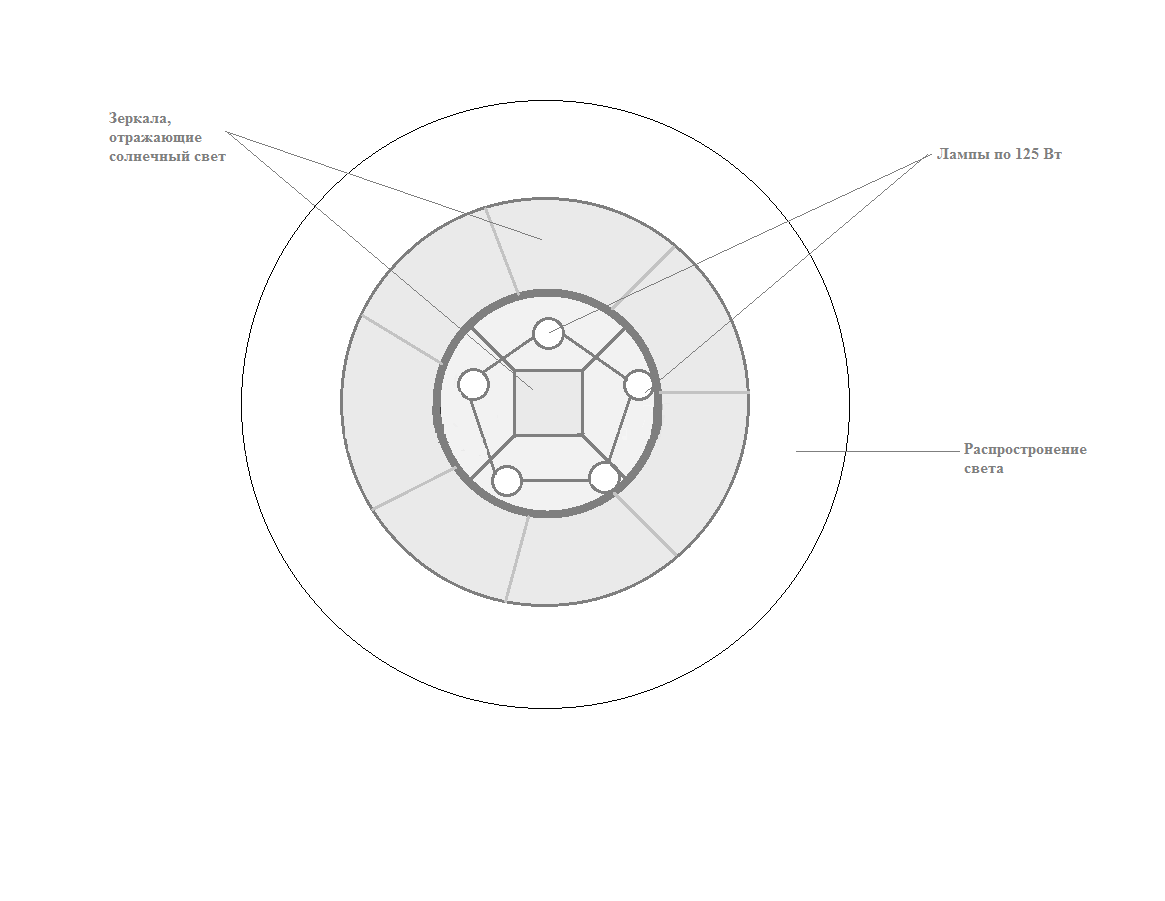 Зеркала,
отражающие
солнечный свет
Лампы по 125 Вт
Распростронение
света